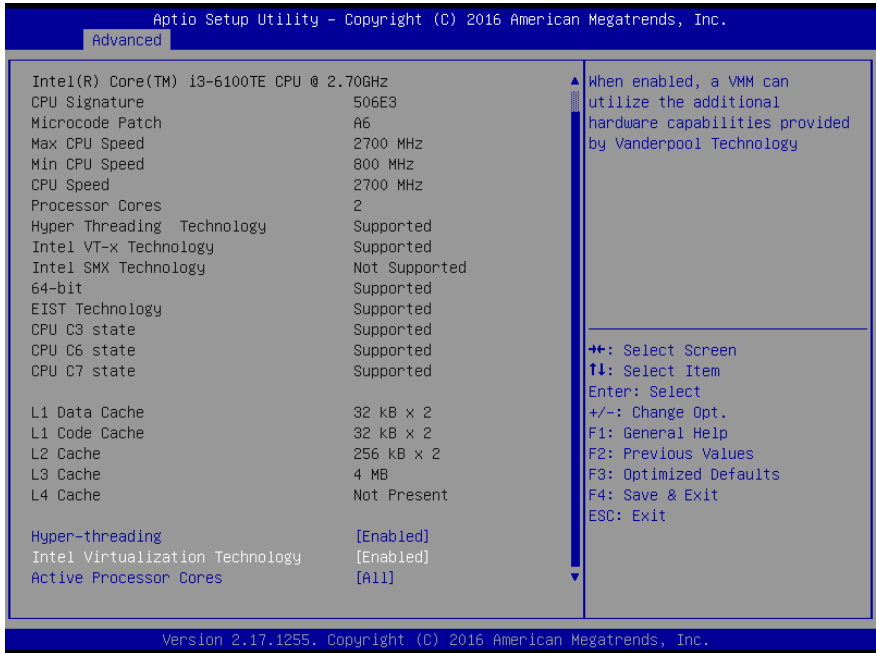 Aptio Setup Utility – Copyright (C) 2016 American Megatrends, Inc.
Advanced
Intel(R) Core(TM) i3-6100TE CPU @ 2.70GHz
CPU Signature 506E3
Microcode Patch A6
Max CPU Speed 2700 MHz
Min CPU Speed 800 MHz
CPU Speed 2700 MHz
Processor Cores 2
Hyper Threading Technology Supported
Intel VT-x Technology Supported
Intel SMX Technology Not Supported
64-bit Supported
EIST Technology Supported
CPU C3 state Supported
CPU C6 state Supported
CPU C7 state Supported
L1 Data Cache 32 kB x 2
L1 Code Cache 32 kB x 2
L2 Cache 256 kB x 2
L3 Cache 4 MB
L4 Cache Not Present
Hyper-threading [Enabled]
Intel Virtualization Technology [Enabled]
Active Processor Cores [All]
When enabled, a VMM can
utilize the additional
hardware capabilities provided
by Vanderpool Technology
→←: Select Screen
↑↓: Select Item
Enter: Select
+/-: Change Opt.
F1: General Help
F2: Previous Values
F3: Optimized Defaults
F4: Save & Exit
ESC: Exit
Version 2.17.1255. Copyright (C) 2016 American Megatrends, Inc.